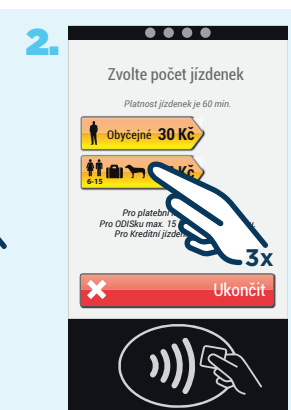 2.
Zvolte počet jízdenek
Platnost jízdenek je 60 min.
Obyčejné 30 Kč
6-15 Kč
Pro platební
Pro ODISku max. 15
Pro Kreditní
3x
Ukončit